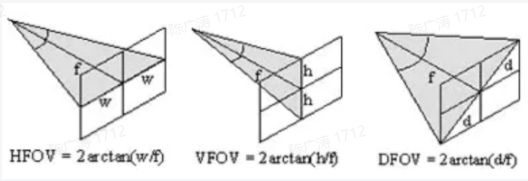 f
w
w
f
h
h
f
d
d
HFOV = 2arctan(w/f)
VFOV = 2arctan(h/f)
DFOV = 2arctan(d/f)